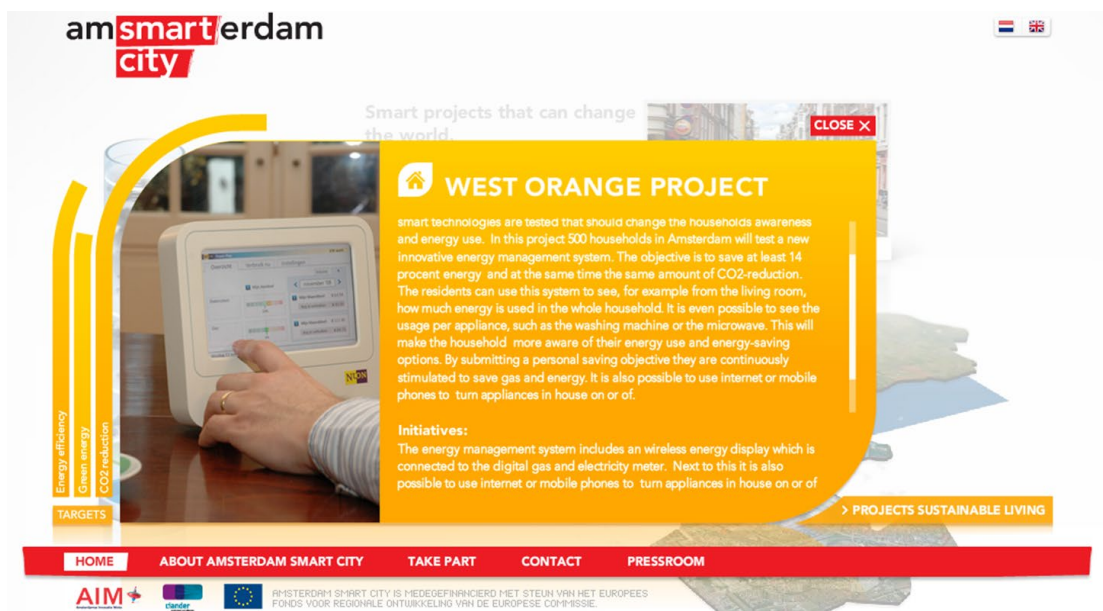 amsmarterdam
city
Smart projects that can change
the world.
CLOSE X
WEST ORANGE PROJECT
smart technologies are tested that should change the households awareness
and energy use. In this project 500 households in Amsterdam will test a new
innovative energy management system. The objective is to save at least 14
procent energy and at the same time the same amount of CO2-reduction.
The residents can use this system to see, for example from the living room,
how much energy is used in the whole household. It is even possible to see the
usage per appliance, such as the washing machine or the microwave. This will
make the household more aware of their energy use and energy-saving
options. By submitting a personal saving objective they are continuously
stimulated to save gas and energy. It is also possible to use internet or mobile
phones to turn appliances in house on or of.
Initiatives:
The energy management system includes an wireless energy display which is
connected to the digital gas and electricity meter. Next to this it is also
possible to use internet or mobile phones to turn appliances in house on or of
Energy efficiency
Green energy
CO2 reduction
TARGETS
> PROJECTS SUSTAINABLE LIVING
HOME ABOUT AMSTERDAM SMART CITY TAKE PART CONTACT PRESSROOM
AIM
AMSTERDAM SMART CITY IS MEDEGEFINANCIERD MET STEUN VAN HET EUROPEES
FONDS VOOR REGIONALE ONTWIKKELING VAN DE EUROPESE COMMISSIE.